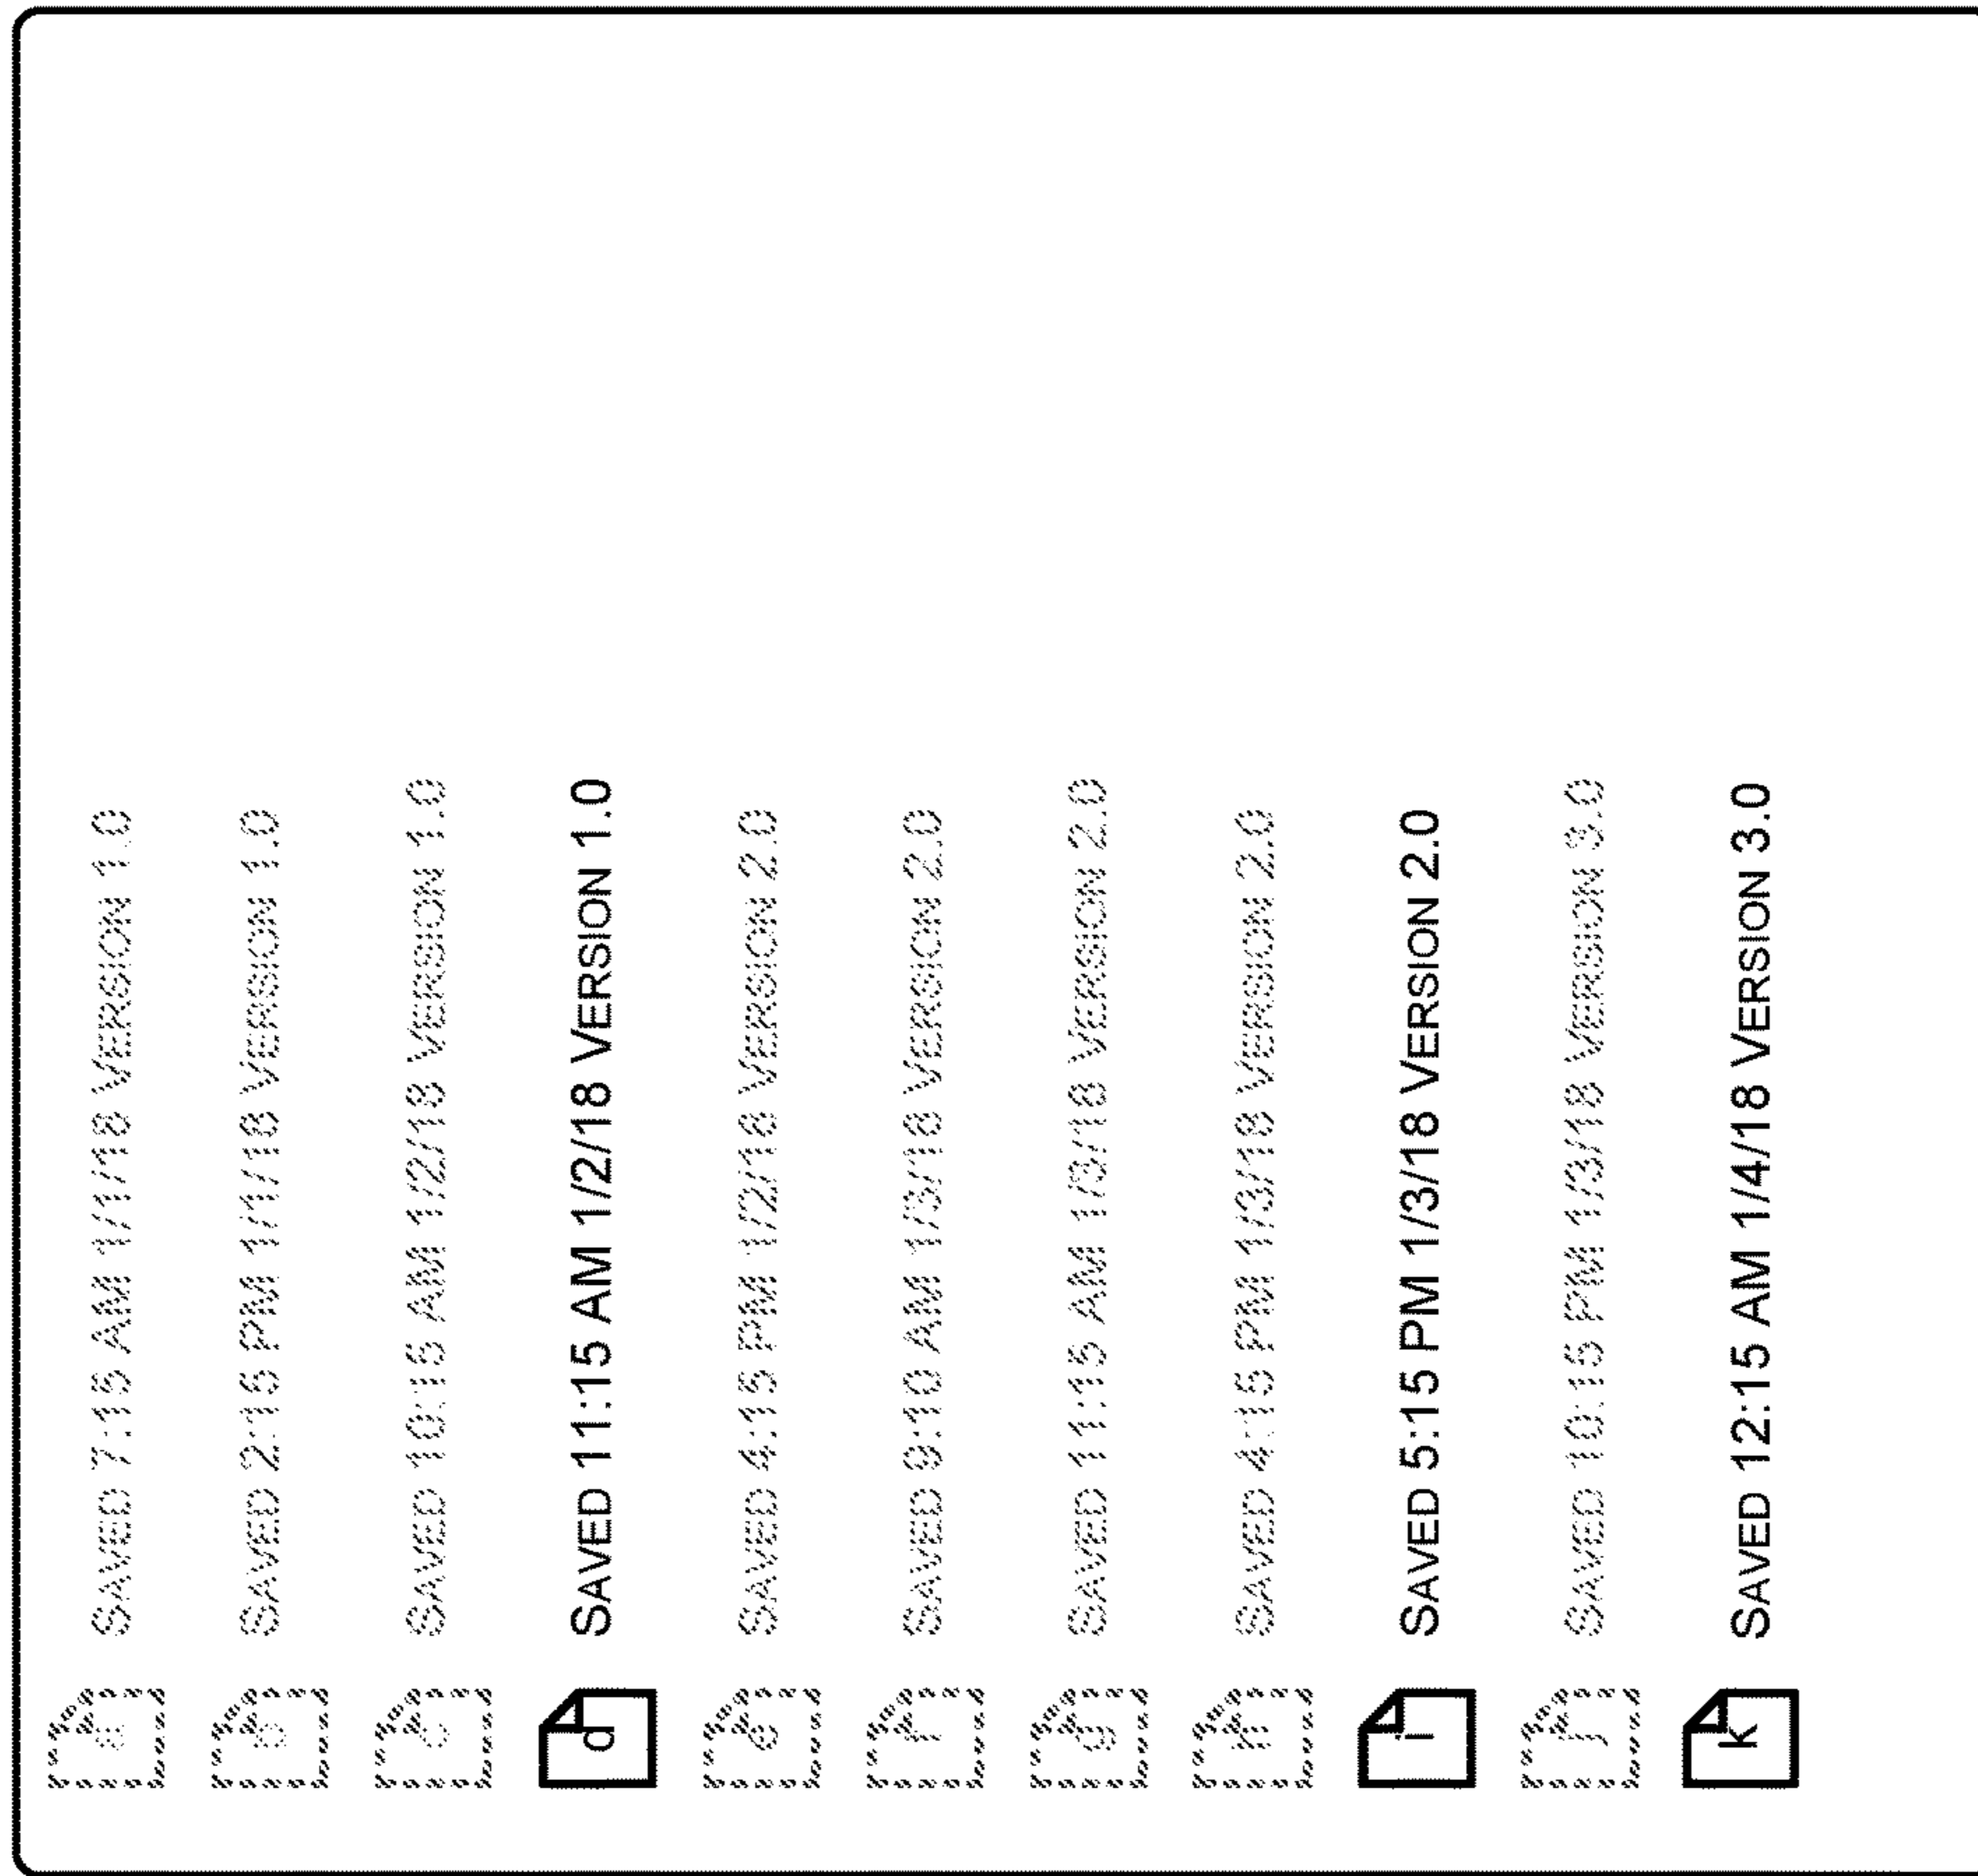 a SAVED 7:15 AM 1/1/18 VERSION 1.0
b SAVED 2:15 PM 1/1/18 VERSION 1.0
c SAVED 10:15 AM 1/2/18 VERSION 1.0
d SAVED 11:15 AM 1/2/18 VERSION 1.0
e SAVED 4:15 PM 1/2/18 VERSION 2.0
f SAVED 9:10 AM 1/3/18 VERSION 2.0
g SAVED 11:15 AM 1/3/18 VERSION 2.0
h SAVED 4:15 PM 1/3/18 VERSION 2.0
i SAVED 5:15 PM 1/3/18 VERSION 2.0
j SAVED 10:15 PM 1/3/18 VERSION 3.0
k SAVED 12:15 AM 1/4/18 VERSION 3.0